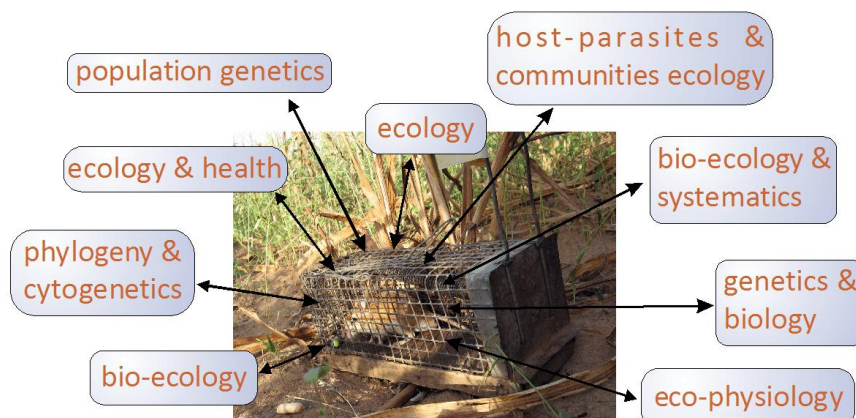 host-parasites &
communities ecology
population genetics
ecology
ecology & health
bio-ecology &
systematics
phylogeny &
cytogenetics
genetics &
biology
bio-ecology
eco-physiology